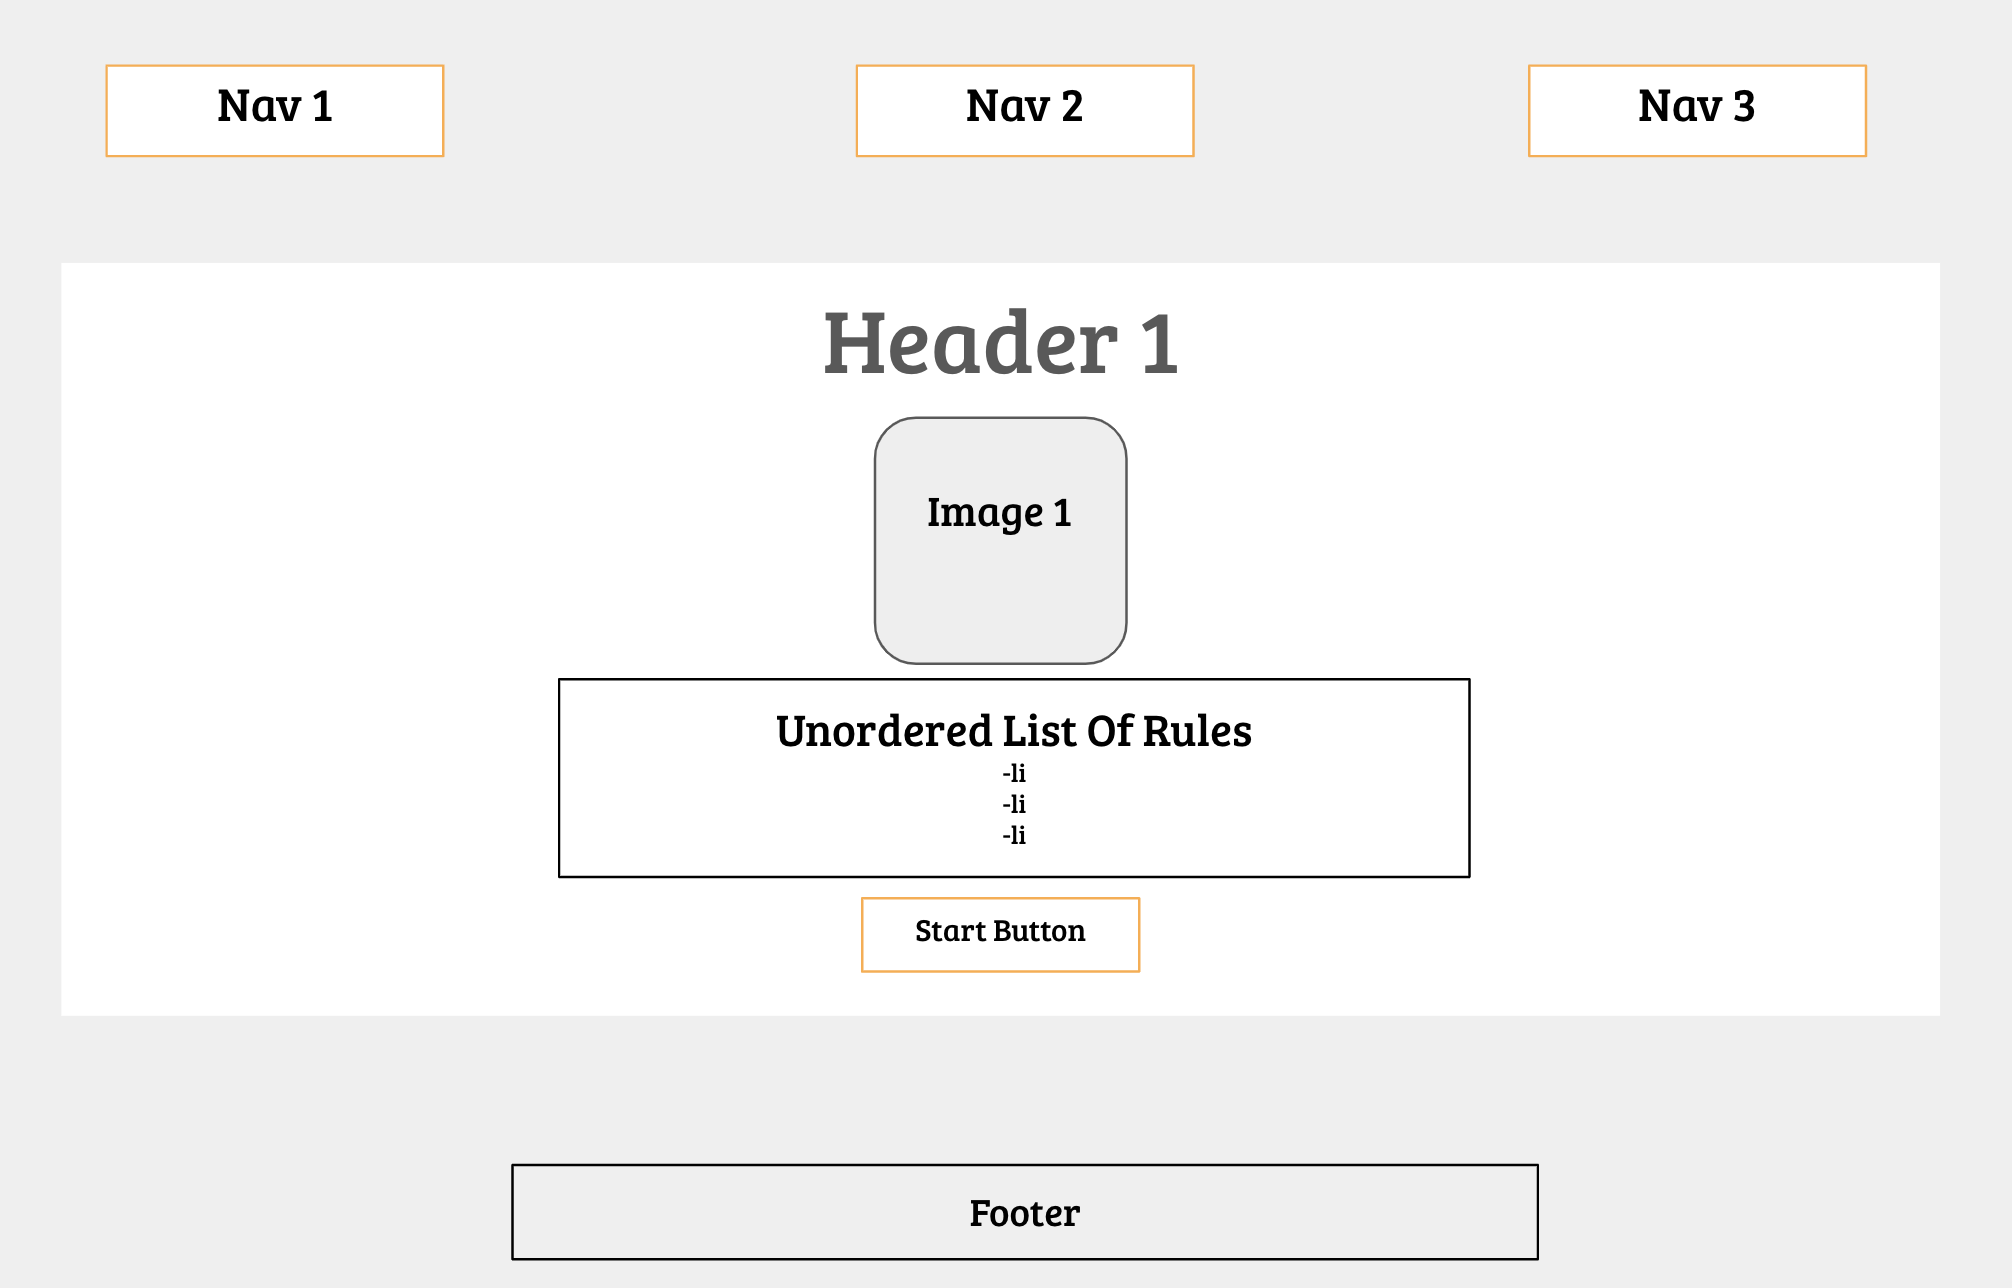 Nav 1
Nav 2
Nav 3
Header 1
Image 1
Unordered List Of Rules
-li
-li
-li
Start Button
Footer